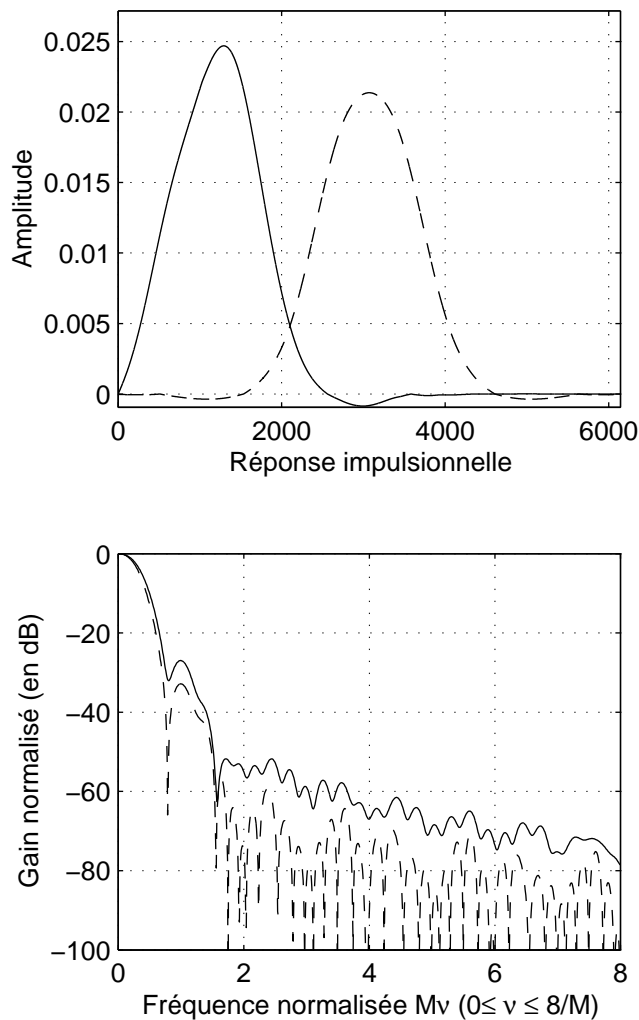 0.025
0.02
0.015
0.01
0.005
0
Amplitude
0 2000 4000 6000
Réponse impulsionnelle
0
−20
−40
−60
−80
−100
Gain normalisé (en dB)
0 2 4 6 8
Fréquence normalisée Mν (0≤ ν ≤ 8/M)